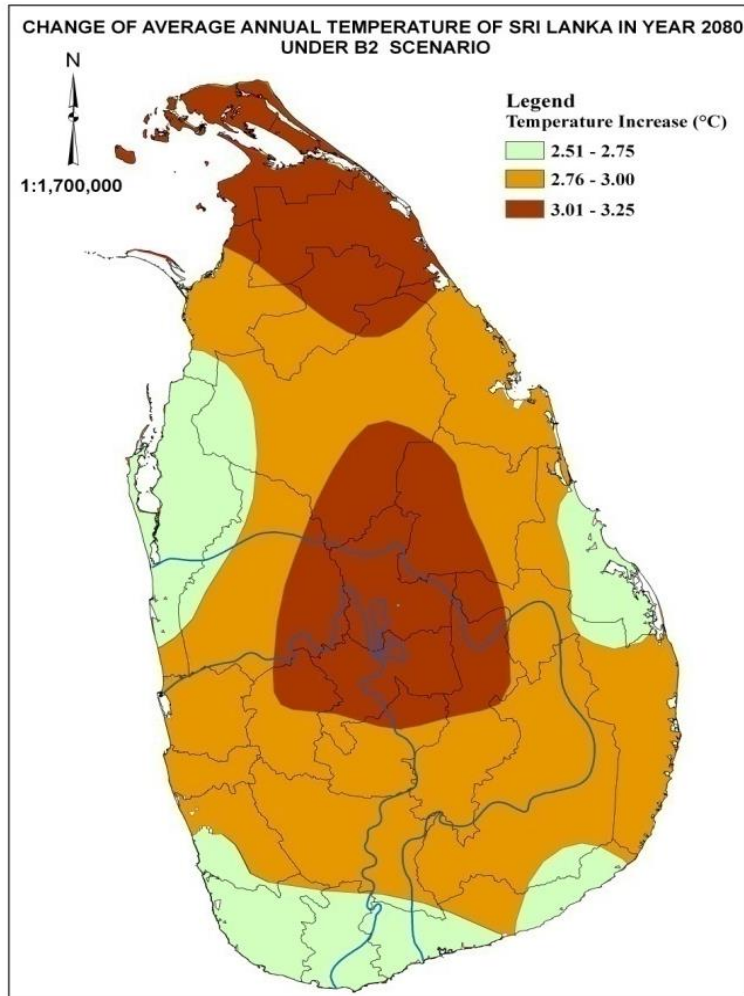 CHANGE OF AVERAGE ANNUAL TEMPERATURE OF SRI LANKA IN YEAR 2080
UNDER B2 SCENARIO
N
1:1,700,000
Legend
Temperature Increase (°C)
2.51 - 2.75
2.76 - 3.00
3.01 - 3.25